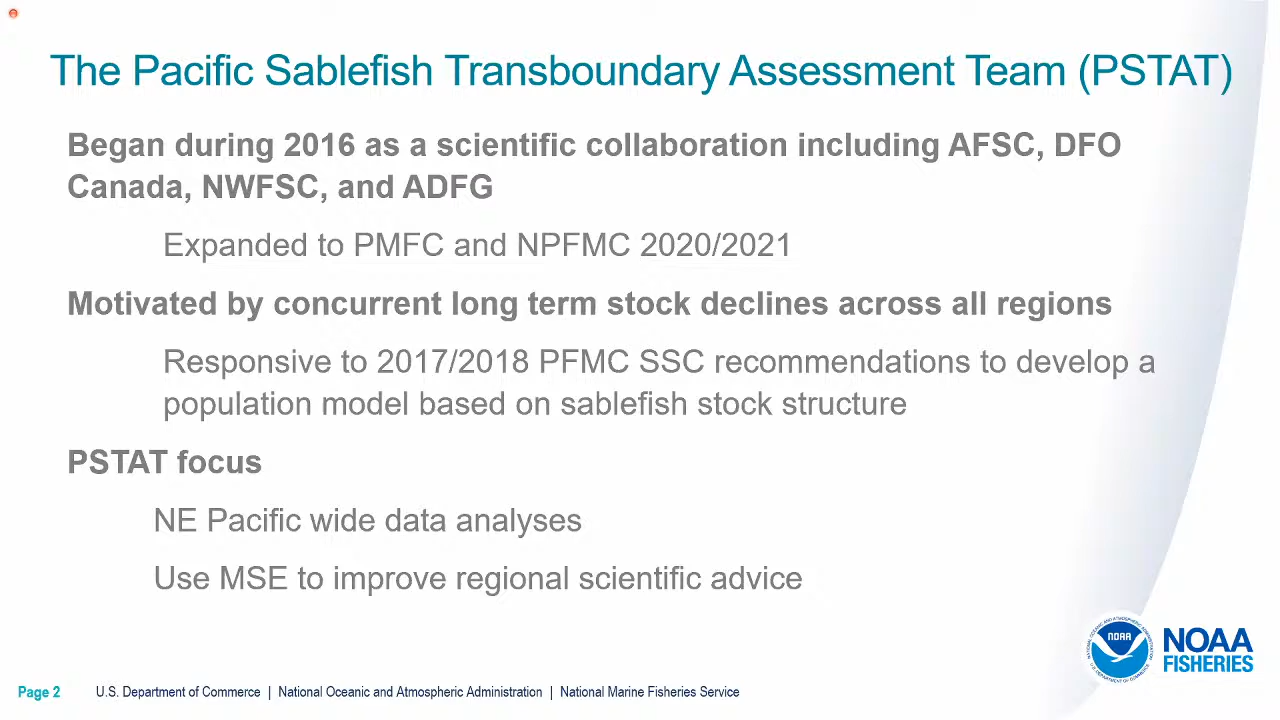 The Pacific Sablefish Transboundary Assessment Team (PSTAT)
Began during 2016 as a scientific collaboration including AFSC, DFO
Canada, NWFSC, and ADFG
Expanded to PMFC and NPFMC 2020/2021
Motivated by concurrent long term stock declines across all regions
Responsive to 2017/2018 PFMC SSC recommendations to develop a
population model based on sablefish stock structure
PSTAT focus
NE Pacific wide data analyses
Use MSE to improve regional scientific advice
NOAA
NOAA
FISHERIES
Page 2 U.S. Department of Commerce | National Oceanic and Atmospheric Administration | National Marine Fisheries Service